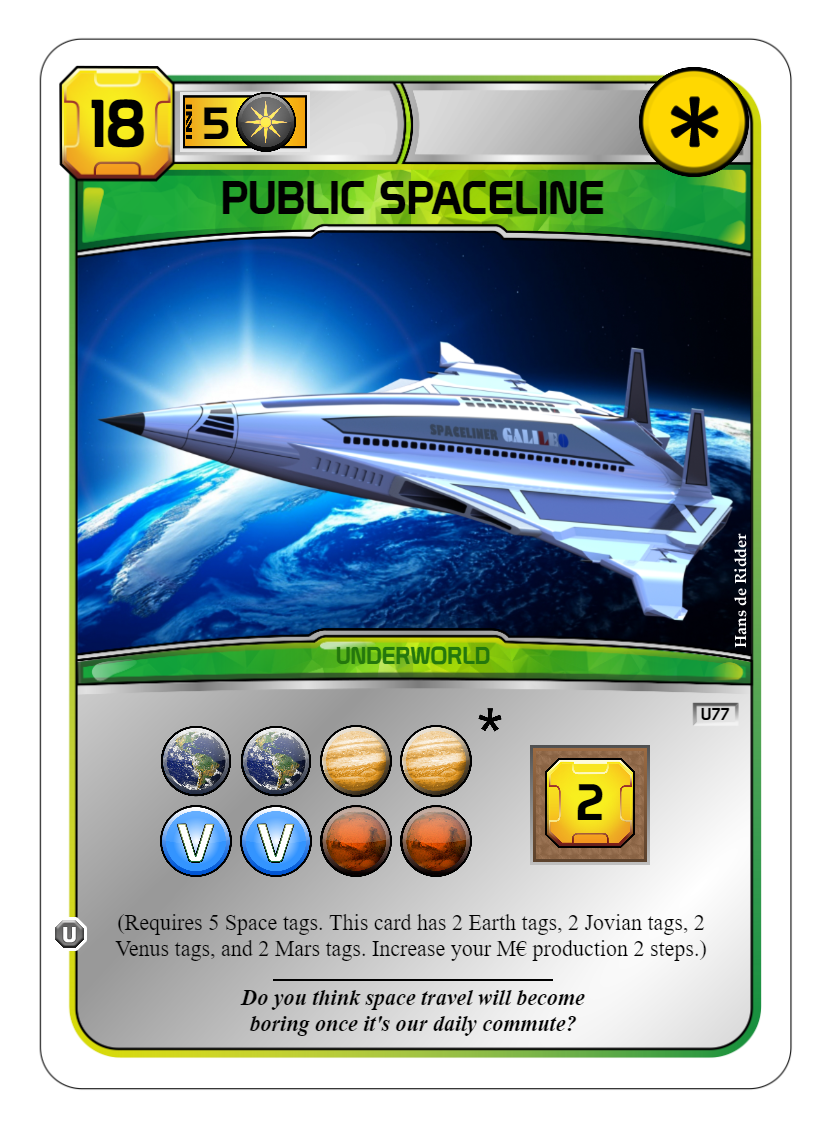 18
5
*
PUBLIC SPACELINE
SPACELINER GALILEO
Hans de Ridder
UNDERWORLD
U77
*
2
V V
U
(Requires 5 Space tags. This card has 2 Earth tags, 2 Jovian tags, 2
Venus tags, and 2 Mars tags. Increase your M€ production 2 steps.)
Do you think space travel will become
boring once it's our daily commute?